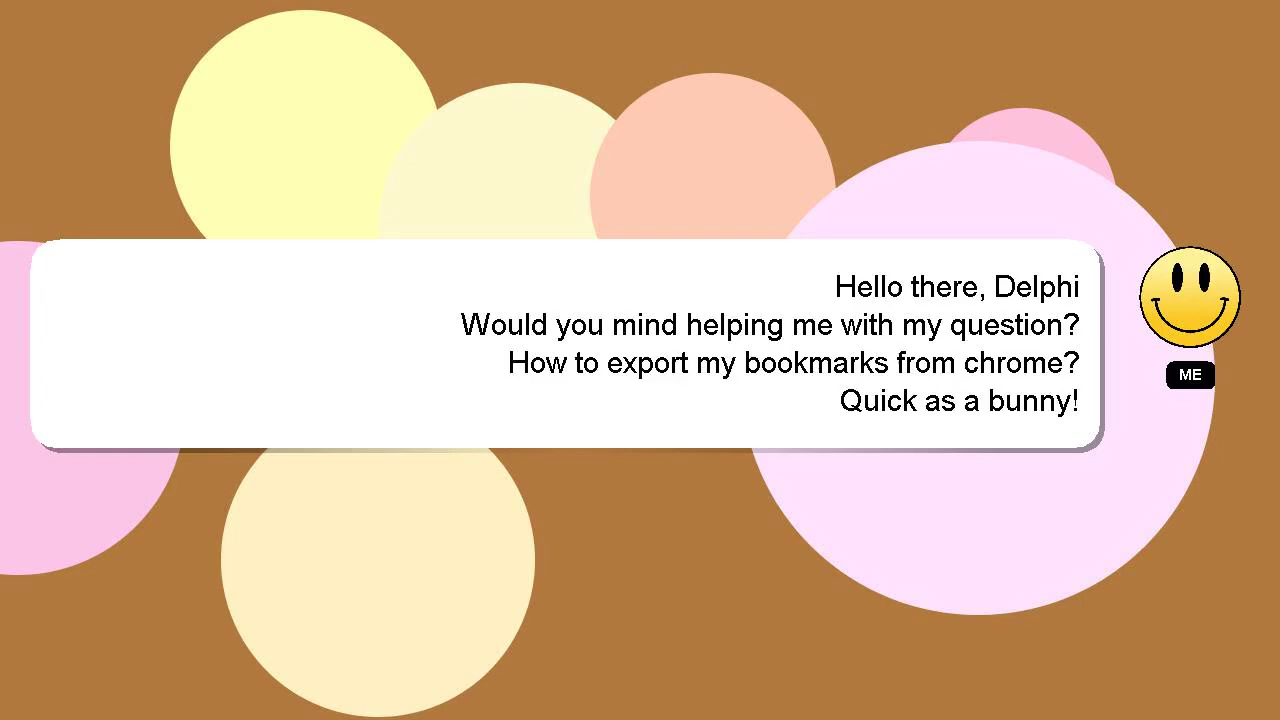 Hello there, Delphi
Would you mind helping me with my question?
How to export my bookmarks from chrome?
Quick as a bunny!
ME